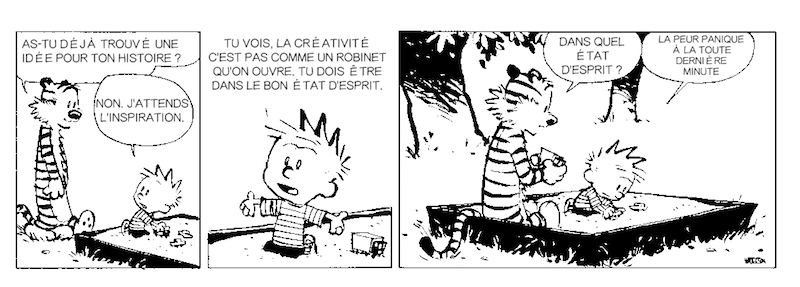 AS-TU DÉJÀ TROUVÉ UNE
IDÉE POUR TON HISTOIRE ?
NON. J'ATTENDS
L'INSPIRATION.
TU VOIS, LA CRÉATIVITÉ
C'EST PAS COMME UN ROBINET
QU'ON OUVRE. TU DOIS ÊTRE
DANS LE BON ÉTAT D'ESPRIT.
DANS QUEL
ÉTAT
D'ESPRIT ?
LA PEUR PANIQUE
À LA TOUTE
DERNIÈRE
MINUTE